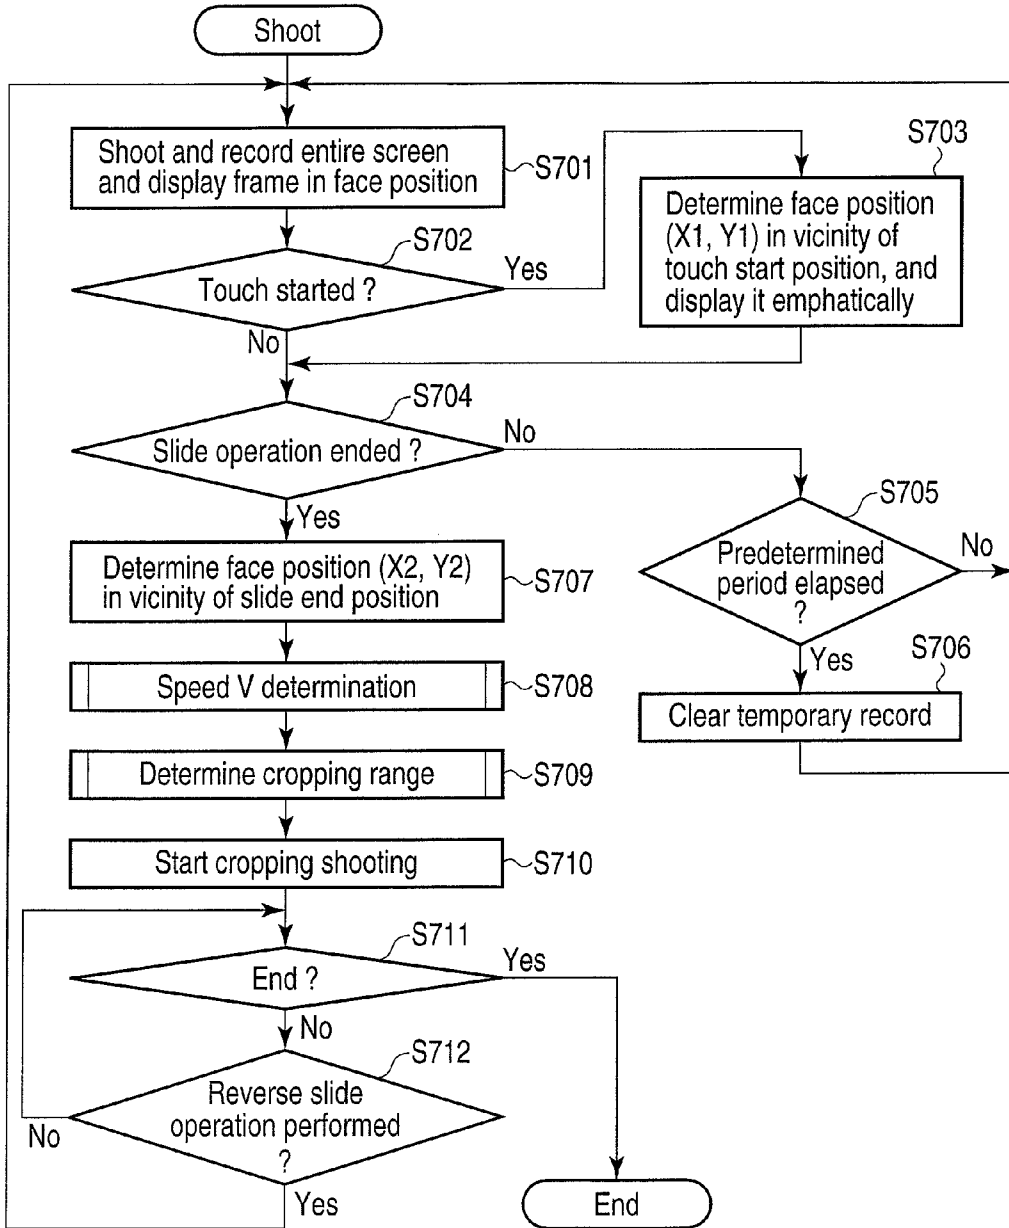 Shoot
Shoot and record entire screen
and display frame in face position
S701
S702
Touch started ?
Yes
No
S703
Determine face position
(X1, Y1) in vicinity of
touch start position, and
display it emphatically
S704
Slide operation ended ?
No
Yes
S705
Predetermined
period elapsed
?
No
Yes
S706
Clear temporary record
Determine face position (X2, Y2)
in vicinity of slide end position
S707
Speed V determination
S708
Determine cropping range
S709
Start cropping shooting
S710
S711
End ?
Yes
No
S712
Reverse slide
operation performed
?
No
Yes
End